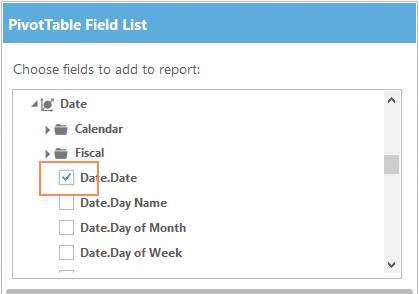 PivotTable Field List
Choose fields to add to report:
Date
Calendar
Fiscal
Date.Date
Date.Day Name
Date.Day of Month
Date.Day of Week